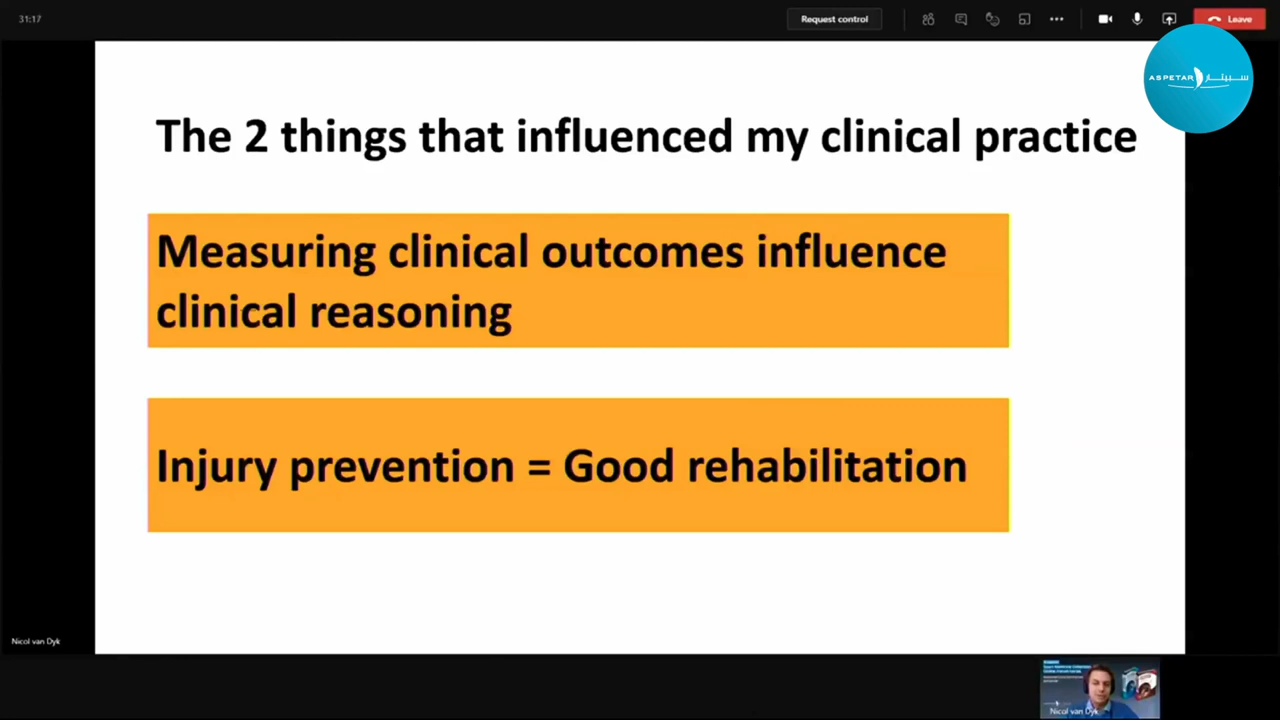 31:17
Request control
Leave
ASPETAR سبيتار
The 2 things that influenced my clinical practice
Measuring clinical outcomes influence
clinical reasoning
Injury prevention = Good rehabilitation
Nicol van Dyk
Nicol van Dyk